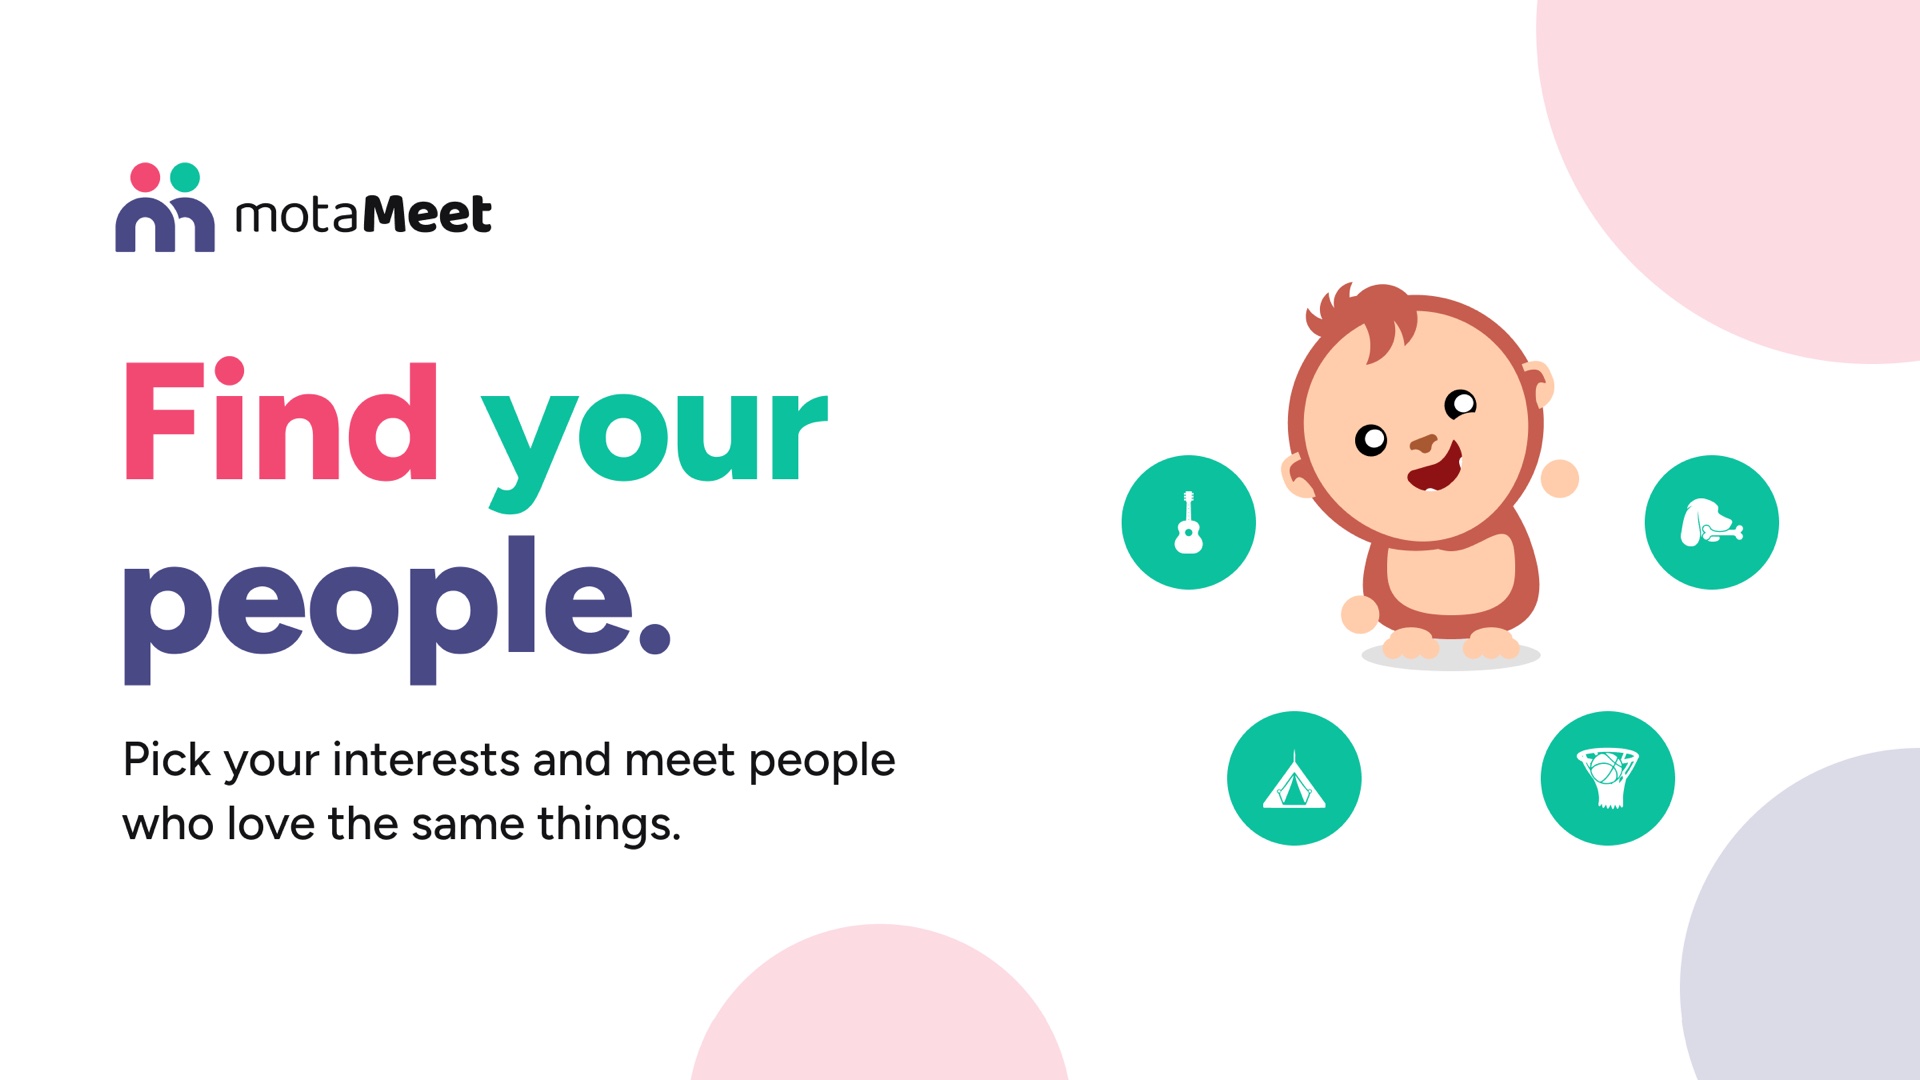 motaMeet
Find your
people.
Pick your interests and meet people
who love the same things.